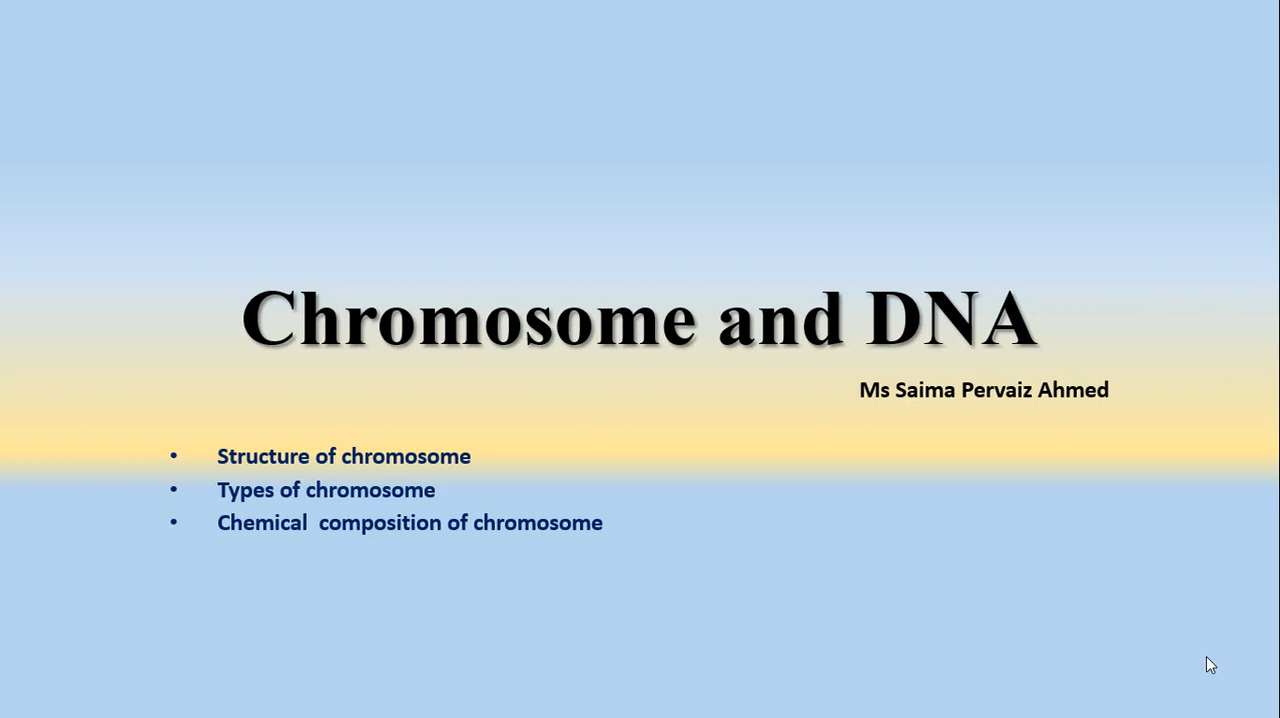 Chromosome and DNA
Ms Saima Pervaiz Ahmed
• Structure of chromosome
• Types of chromosome
• Chemical  composition of chromosome